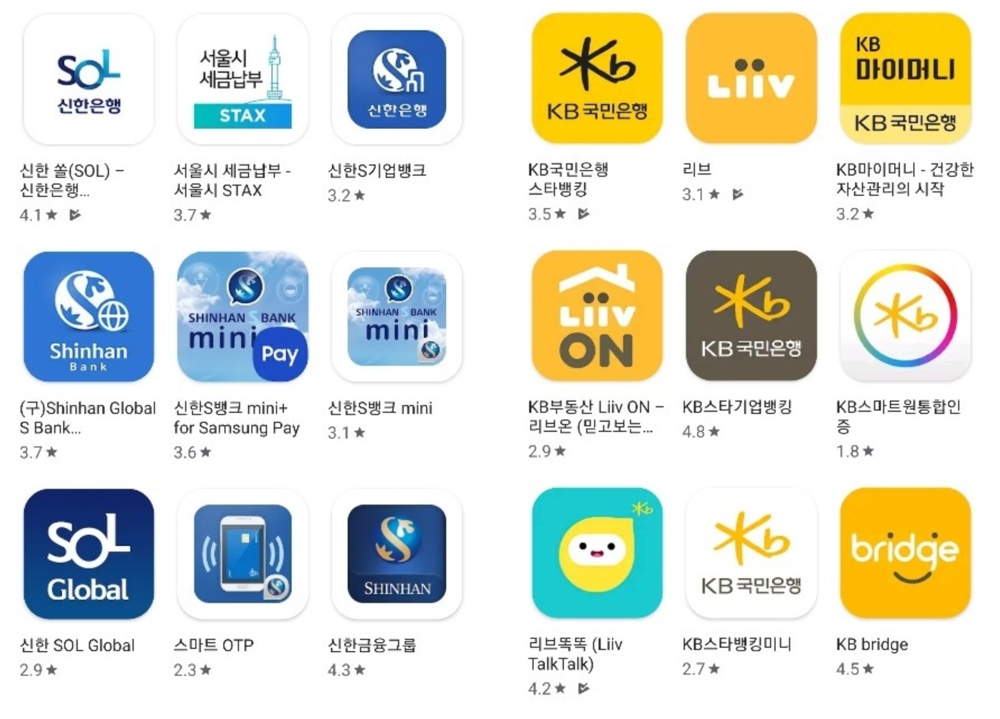 SOL
신한은행
신한 쏠(SOL) –
신한은행...
4.1★
서울시
세금납부
STAX
서울시 세금납부 -
서울시 STAX
3.7★
S기
신한은행
신한S기업뱅크
3.2★
Kb
KB국민은행
KB국민은행
스타뱅킹
3.5★
Liiv
리브
3.1★
KB
마이머니
KB국민은행
KB마이머니 - 건강한
자산관리의 시작
3.2★
Shinhan
Bank
(구)Shinhan Global
S Bank...
3.7★
SHINHAN S BANK
mini
Pay
신한S뱅크 mini+
for Samsung Pay
3.6★
SHINHAN S BANK
mini
신한S뱅크 mini
3.1★
Liiv
ON
KB부동산 Liiv ON –
리브온 (믿고보는...
2.9★
Kb
KB국민은행
KB스타기업뱅킹
4.8★
Kb
KB스마트원통합인
증
1.8★
SOL
Global
신한 SOL Global
2.9★
스마트 OTP
2.3★
S
SHINHAN
신한금융그룹
4.3★
Kb
리브똑똑 (Liiv
TalkTalk)
4.2★
Kb
KB국민은행
KB스타뱅킹미니
2.7★
bridge
KB bridge
4.5★